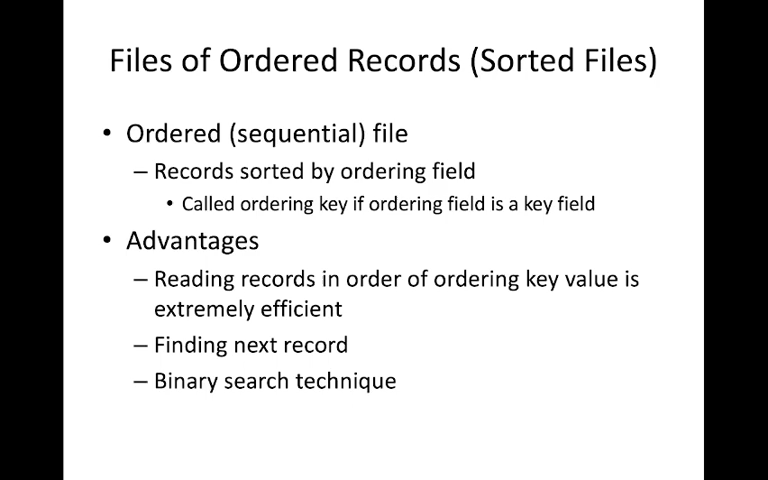 Files of Ordered Records (Sorted Files)
• Ordered (sequential) file
– Records sorted by ordering field
• Called ordering key if ordering field is a key field
• Advantages
– Reading records in order of ordering key value is
extremely efficient
– Finding next record
– Binary search technique